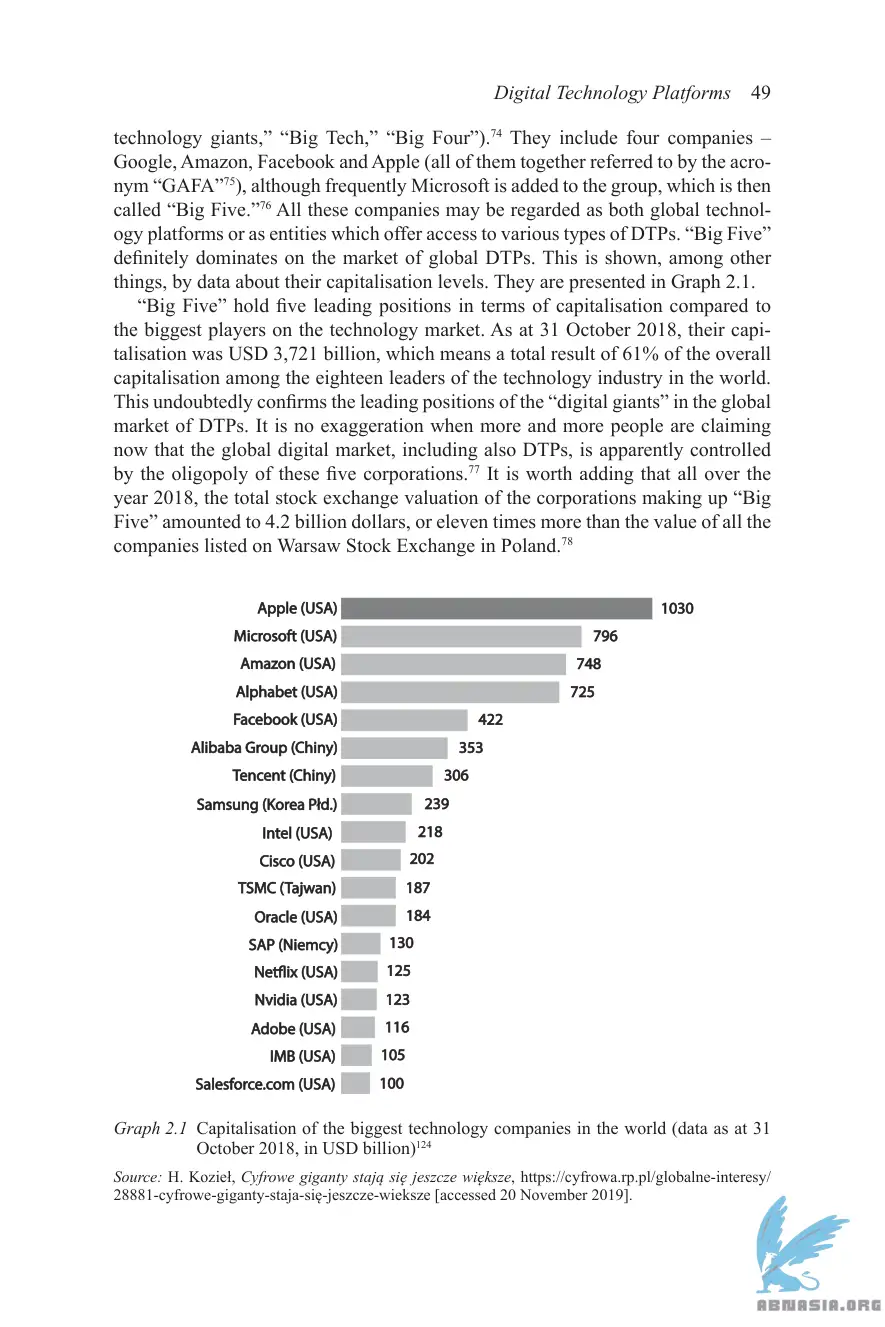 Digital Technology Platforms 49
technology giants,” “Big Tech,” “Big Four”).74 They include four companies –
Google, Amazon, Facebook and Apple (all of them together referred to by the acro-
nym “GAFA”75), although frequently Microsoft is added to the group, which is then
called “Big Five.”76 All these companies may be regarded as both global technol-
ogy platforms or as entities which offer access to various types of DTPs. “Big Five”
definitely dominates on the market of global DTPs. This is shown, among other
things, by data about their capitalisation levels. They are presented in Graph 2.1.
“Big Five” hold five leading positions in terms of capitalisation compared to
the biggest players on the technology market. As at 31 October 2018, their capi-
talisation was USD 3,721 billion, which means a total result of 61% of the overall
capitalisation among the eighteen leaders of the technology industry in the world.
This undoubtedly confirms the leading positions of the “digital giants” in the global
market of DTPs. It is no exaggeration when more and more people are claiming
now that the global digital market, including also DTPs, is apparently controlled
by the oligopoly of these five corporations.77 It is worth adding that all over the
year 2018, the total stock exchange valuation of the corporations making up “Big
Five” amounted to 4.2 billion dollars, or eleven times more than the value of all the
companies listed on Warsaw Stock Exchange in Poland.78
Apple (USA) 1030
Microsoft (USA) 796
Amazon (USA) 748
Alphabet (USA) 725
Facebook (USA) 422
Alibaba Group (Chiny) 353
Tencent (Chiny) 306
Samsung (Korea Płd.) 239
Intel (USA) 218
Cisco (USA) 202
TSMC (Tajwan) 187
Oracle (USA) 184
SAP (Niemcy) 130
Netflix (USA) 125
Nvidia (USA) 123
Adobe (USA) 116
IMB (USA) 105
Salesforce.com (USA) 100
Graph 2.1 Capitalisation of the biggest technology companies in the world (data as at 31
October 2018, in USD billion)124
Source: H. Kozieł, Cyfrowe giganty stają się jeszcze większe, https://cyfrowa.rp.pl/globalne-interesy/
28881-cyfrowe-giganty-staja-się-jeszcze-wieksze [accessed 20 November 2019].
ABNASIA.ORG